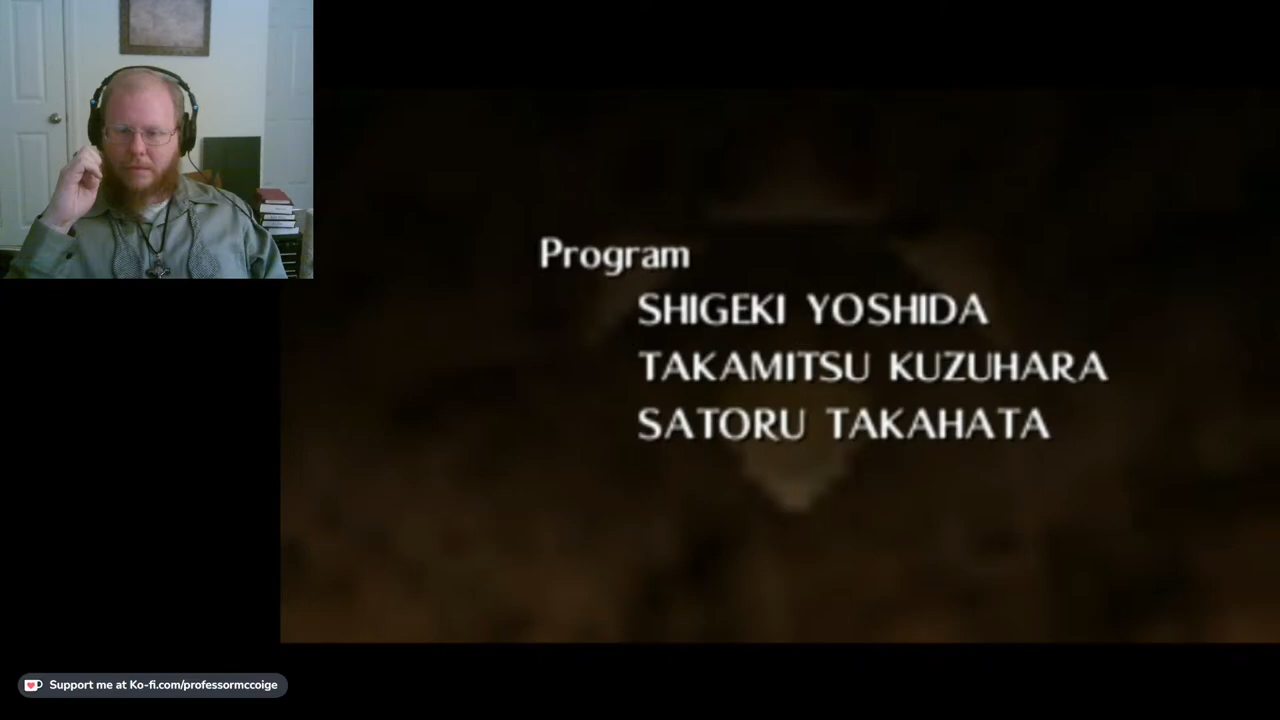 Program
SHIGEKI YOSHIDA
TAKAMITSU KUZUHARA
SATORU TAKAHATA
Support me at Ko-fi.com/professormccoige